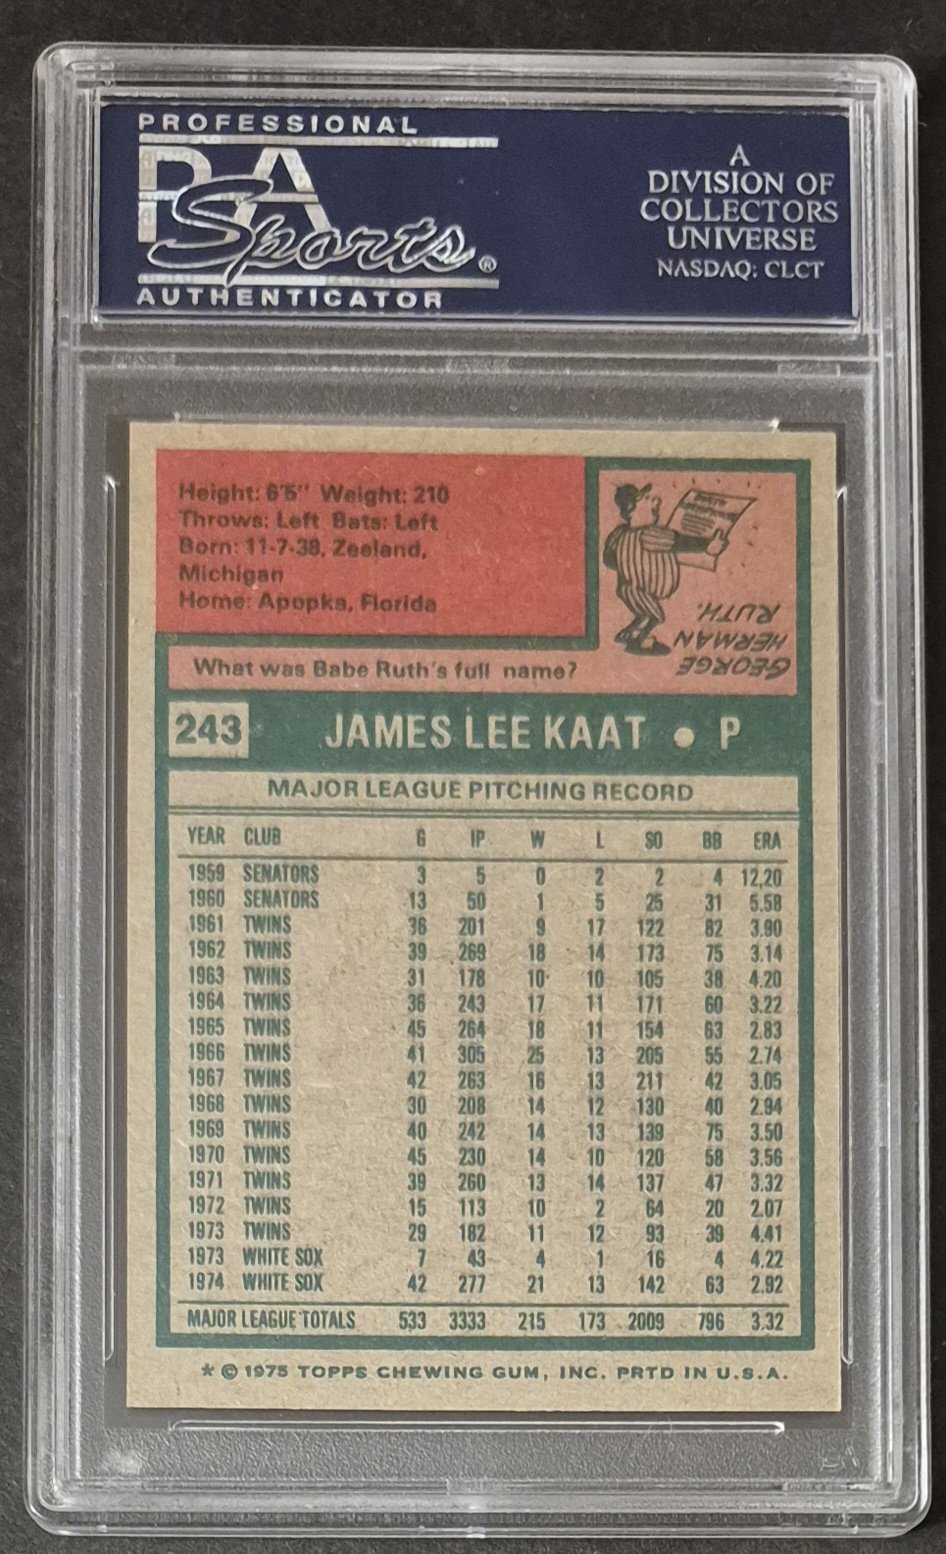 PROFESSIONAL
PSA
Sports®
AUTHENTICATOR
A
DIVISION OF
COLLECTORS
UNIVERSE
NASDAQ: CLCT
Height: 6'5" Weight: 210
Throws: Left Bats: Left
Born: 11-7-38, Zeeland,
Michigan
Home: Apopka, Florida
GEORGE
HERMAN
RUTH.
What was Babe Ruth's full name?
243 JAMES LEE KAAT • P
MAJOR LEAGUE PITCHING RECORD
YEAR CLUB G IP W L SO BB ERA
1959 SENATORS 3 5 0 2 2 4 12.20
1960 SENATORS 13 50 1 5 25 31 5.58
1961 TWINS 36 201 9 17 122 82 3.90
1962 TWINS 39 269 18 14 173 75 3.14
1963 TWINS 31 178 10 10 105 38 4.20
1964 TWINS 36 243 17 11 171 60 3.22
1965 TWINS 45 264 18 11 154 63 2.83
1966 TWINS 41 305 25 13 205 55 2.74
1967 TWINS 42 263 16 13 211 42 3.05
1968 TWINS 30 208 14 12 130 40 2.94
1969 TWINS 40 242 14 13 139 75 3.50
1970 TWINS 45 230 14 10 120 58 3.56
1971 TWINS 39 260 13 14 137 47 3.32
1972 TWINS 15 113 10 2 64 20 2.07
1973 TWINS 29 182 11 12 93 39 4.41
1973 WHITE SOX 7 43 4 1 16 4 4.22
1974 WHITE SOX 42 277 21 13 142 63 2.92
MAJOR LEAGUE TOTALS 533 3333 215 173 2009 796 3.32
* © 1975 TOPPS CHEWING GUM, INC. PRTD IN U.S.A.